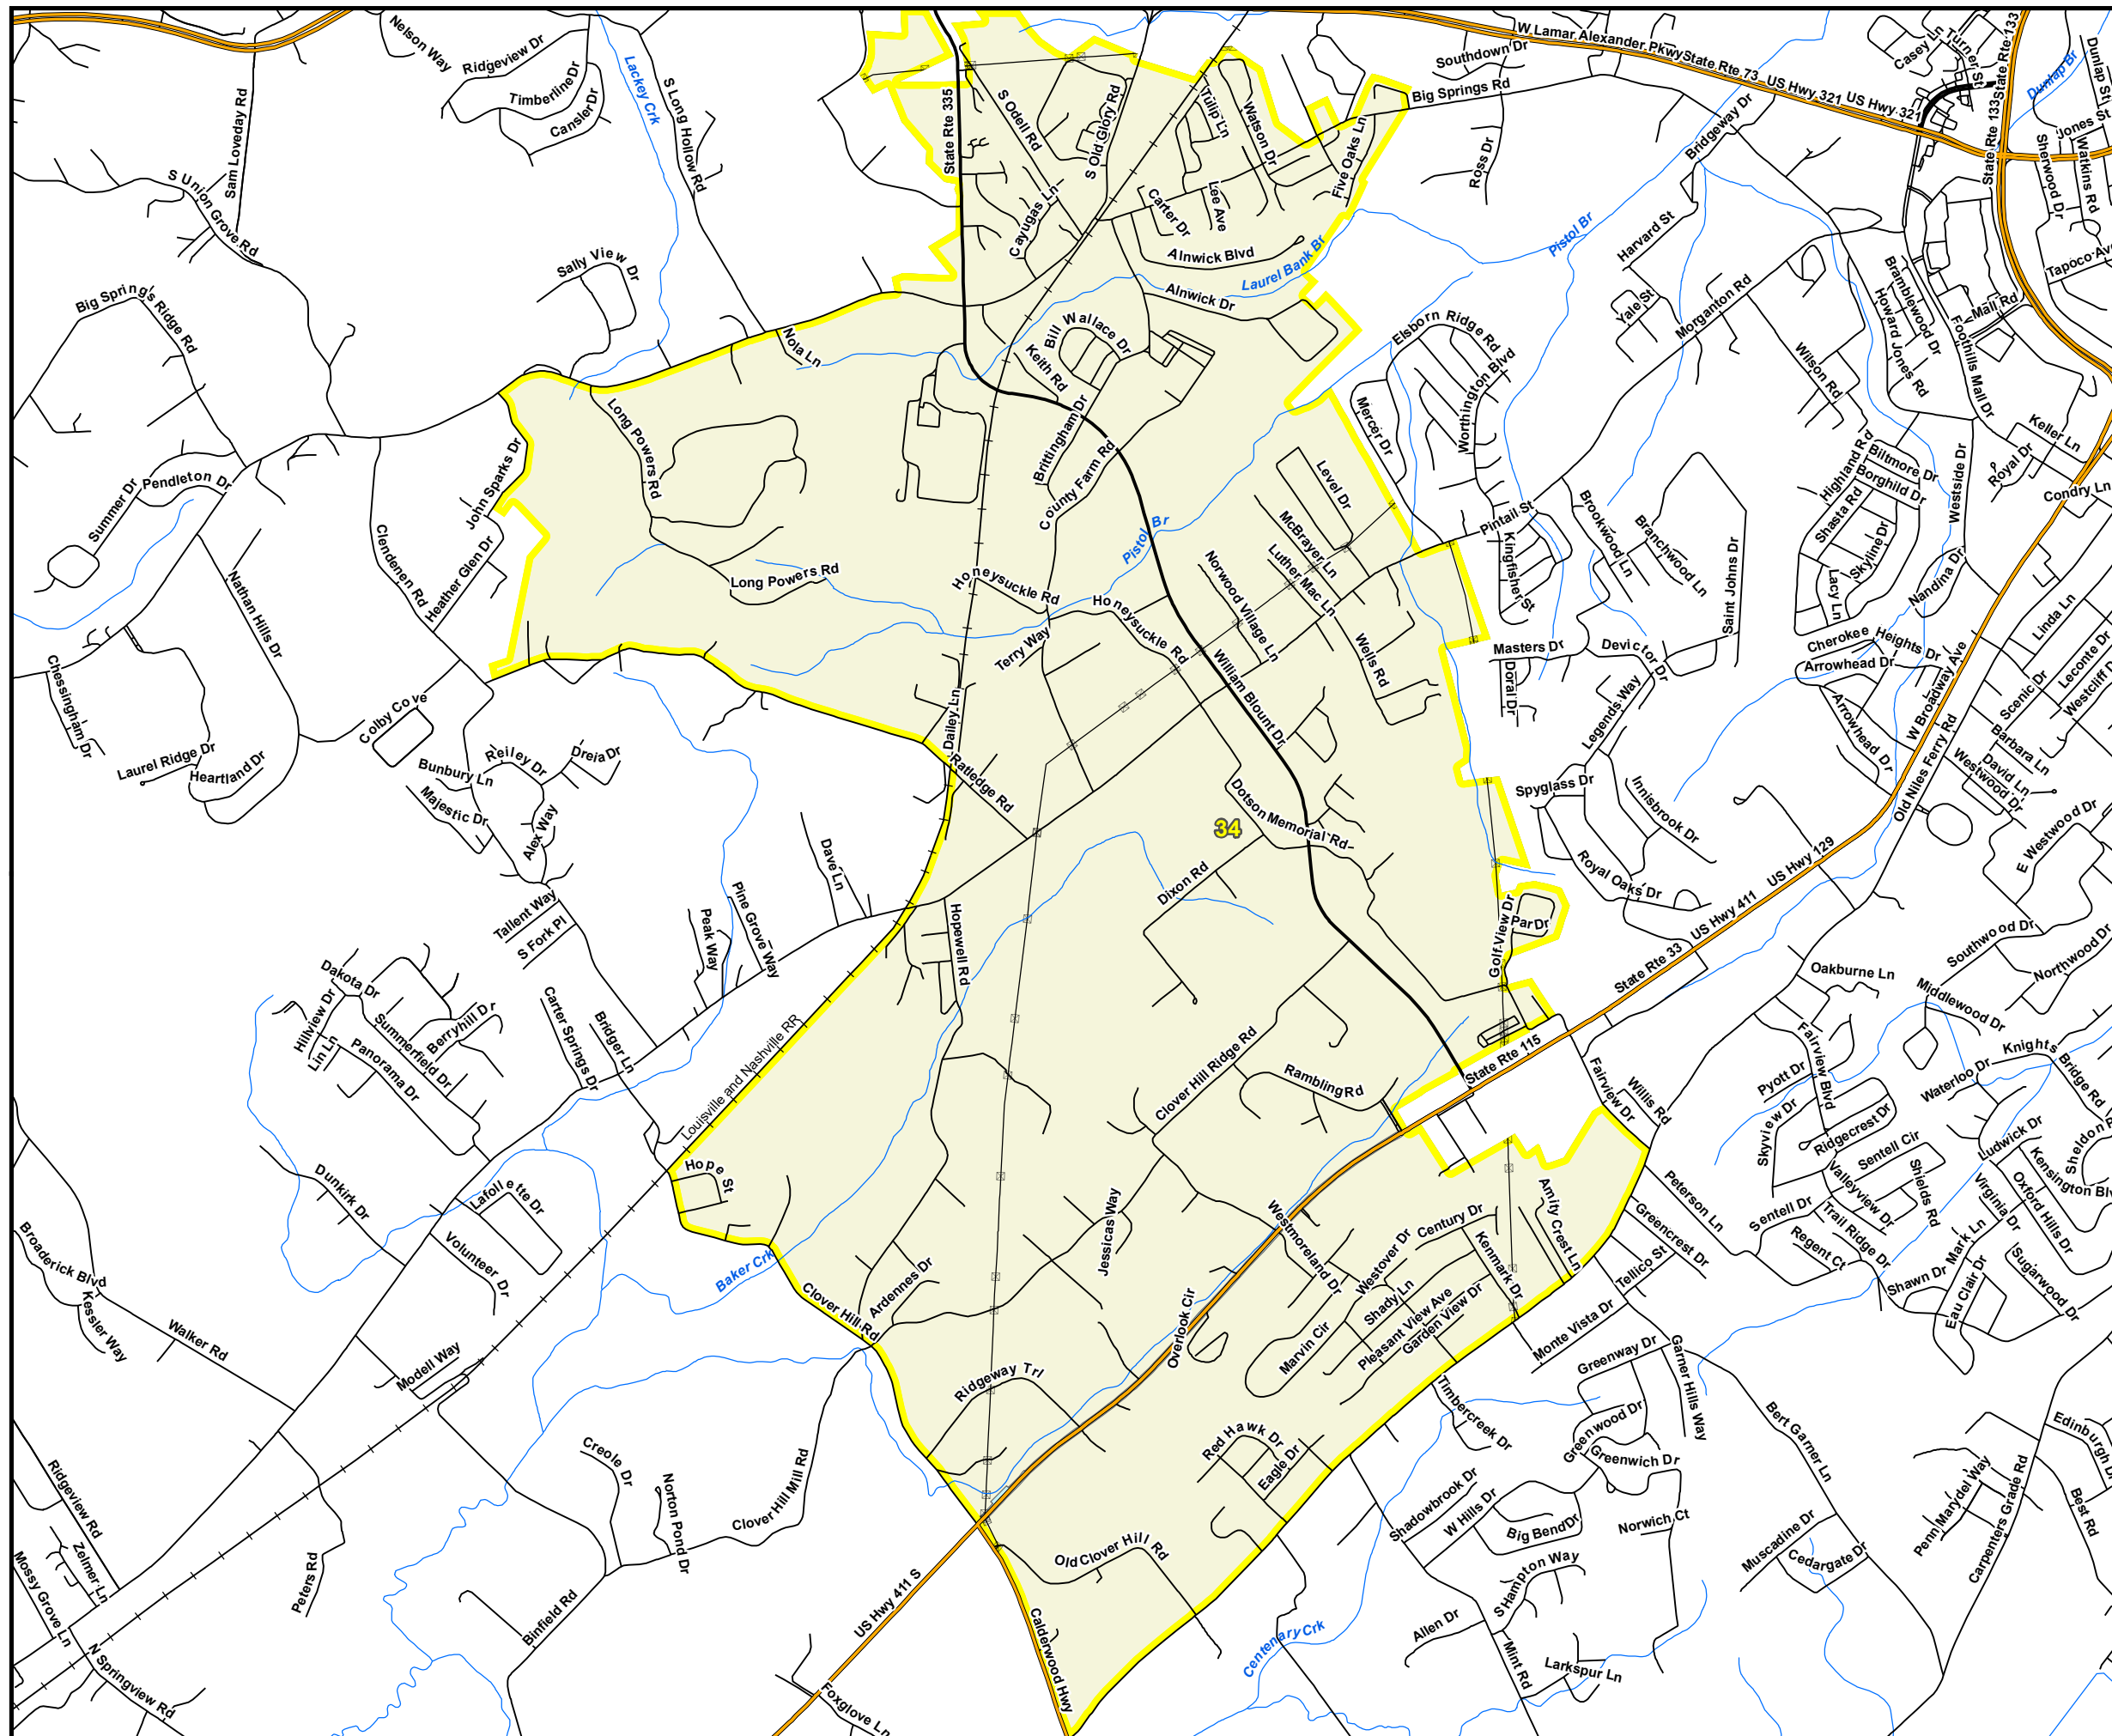 Nelson Way
Ridgeview Dr
Timberline Dr
Cansler Dr
Lackey Crk
S Long Hollow Rd
Sam Loveday Rd
S Union Grove Rd
State Rte 335
S Odell Rd
S Old Glory Rd
Tulip Ln
Watson Dr
Five Oaks Ln
Big Springs Rd
Southdown Dr
W Lamar Alexander Pkwy
State Rte 73
US Hwy 321
US Hwy 321
State Rte 133
State Rte 133
Casey Ln
Turner St
Dunlap Br
Dunlap St
Jones St
Watkins Rd
Sherwood Dr
Tapoco Av
Bridgeway Dr
Ross Dr
Cayugas Ln
Carter Dr
Lee Ave
Alnwick Blvd
Laurel Bank Br
Alnwick Dr
Pistol Br
Harvard St
Yale St
Morganton Rd
Wilson Rd
Bramblewood Dr
Howard Jones Rd
Mall Rd
Foothills Mall Dr
Sally View Dr
Big Springs Ridge Rd
Nola Ln
Bill Wallace Dr
Keith Rd
Brittingham Dr
County Farm Rd
Elsborn Ridge Rd
Worthington Blvd
Mercer Dr
Level Dr
Long Powers Rd
John Sparks Dr
Pendleton Dr
Summer Dr
Clendenen Rd
Heather Glen Dr
Nathan Hills Dr
Long Powers Rd
Honeysuckle Rd
Honeysuckle Rd
Terry Way
Pistol Br
McBrayer Ln
Luther Mac Ln
Norwood Village Ln
Wells Rd
William Blount Dr
Pintail St
Kingfisher St
Brookwood Ln
Branchwood Ln
Saint Johns Dr
Highland Rd
Biltmore Dr
Borghild Dr
Shasta Rd
Skyline Dr
Lacy Ln
Nandina Dr
Westside Dr
Royal Dr
Keller Ln
Condry Ln
Linda Ln
Leconte Dr
Westcliff D
Scenic Dr
Barbara Ln
David Ln
Westwood Dr
Cherokee Heights Dr
Arrowhead Dr
Arrowhead Dr
W Broadway Ave
Old Niles Ferry Rd
E Westwood Dr
Masters Dr
Doral Dr
Devictor Dr
Legends Way
Spyglass Dr
Innisbrook Dr
Royal Oaks Dr
US Hwy 129
US Hwy 411
State Rte 33
State Rte 115
Chessingham Dr
Laurel Ridge Dr
Heartland Dr
Colby Cove
Bunbury Ln
Reiley Dr
Dreia Dr
Majestic Dr
Alex Way
Dailey Ln
Ratledge Rd
Dotson Memorial Rd
34
Dixon Rd
Golf View Dr
Par Dr
Dave Ln
Pine Grove Way
Peak Way
Tallent Way
S Fork Pl
Hopewell Rd
Dakota Dr
Hillview Dr
Lin Ln
Summerfield Dr
Berryhill Dr
Panorama Dr
Carter Springs Dr
Bridger Ln
Louisville and Nashville RR
Clover Hill Ridge Rd
Rambling Rd
Fairview Dr
Willis Rd
Oakburne Ln
Southwood Dr
Northwood Dr
Middlewood Dr
Fairview Blvd
Pyott Dr
Knights Bridge Rd
Waterloo Dr
Skyview Dr
Ridgecrest Dr
Sentell Cir
Shields Rd
Valleyview Dr
Ludwick Dr
Kensington Blv
Sheldon R
Oxford Hills Dr
Virginia Dr
Mark Ln
Sentell Dr
Trail Ridge Dr
Regent Ct
Shawn Dr
Eau Clair Dr
Sugarwood Dr
Peterson Ln
Greencrest Dr
Tellico St
Monte Vista Dr
Hope St
Dunkirk Dr
Lafollette Dr
Volunteer Dr
Broaderick Blvd
Kessler Way
Walker Rd
Modell Way
Baker Crk
Clover Hill Rd
Ardennes Dr
Jessicas Way
Westmoreland Dr
Century Dr
Westover Dr
Shady Ln
Kenmark Dr
Amity Crest Ln
Pleasant View Ave
Garden View Dr
Marvin Cir
Overlook Cir
Ridgeway Trl
Timbercreek Dr
Greenway Dr
Garner Hills Way
Greenwood Dr
Greenwich Dr
Bert Garner Ln
Red Hawk Dr
Eagle Dr
Shadowbrook Dr
W Hills Dr
Big Bend Dr
Norwich Ct
Muscadine Dr
Cedargate Dr
Penn Marydel Way
Carpenters Grade Rd
Edinburgh D
Best Rd
Creole Dr
Norton Pond Dr
Clover Hill Mill Rd
Ridgeview Rd
Zelmer Ln
Mossy Grove Ln
Peters Rd
Binfield Rd
N Springview Rd
US Hwy 411 S
Old Clover Hill Rd
Calderwood Hwy
Foxglove Ln
Centenary Crk
Allen Dr
S Hampton Way
Mint Rd
Larkspur Ln